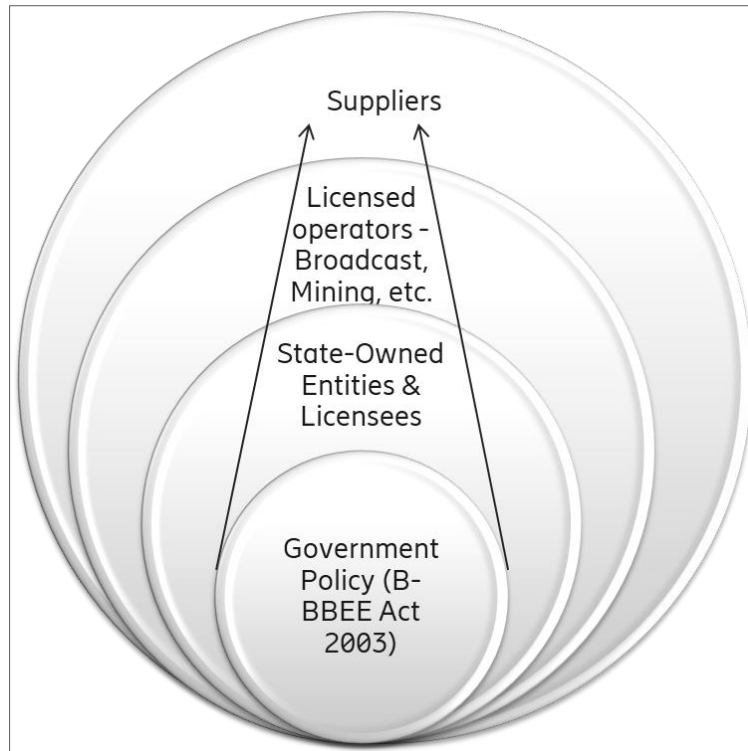 Suppliers
Licensed
operators -
Broadcast,
Mining, etc.
State-Owned
Entities &
Licensees
Government
Policy (B-
BBEE Act
2003)